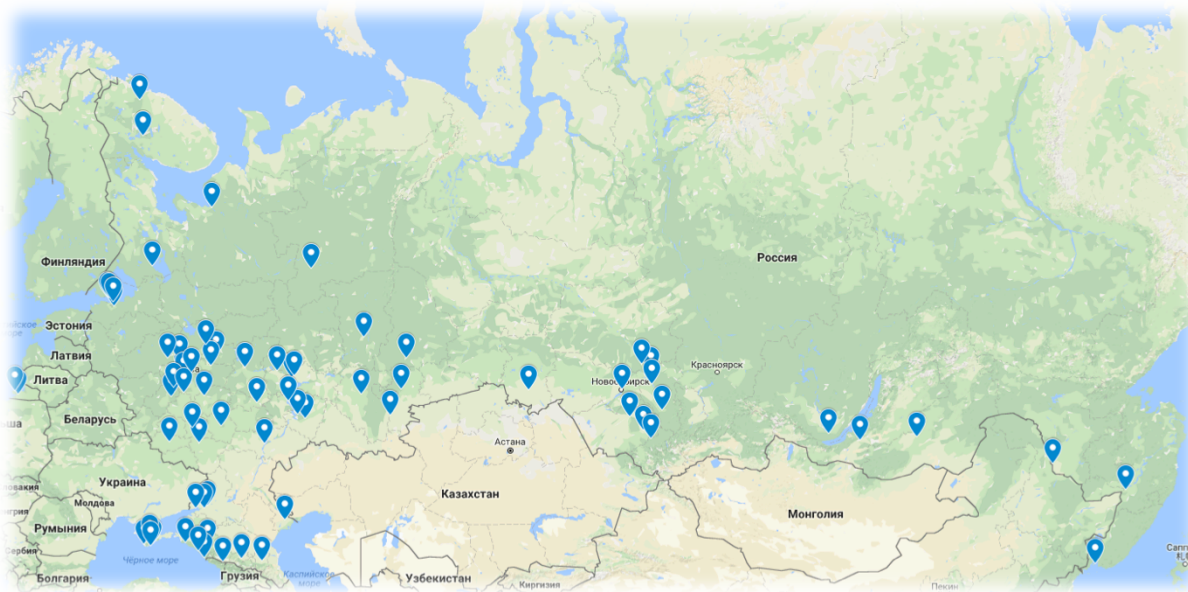 Финляндия
Россия
Эстония
Латвия
Литва
Беларусь
Красноярск
Астана
Украина
Казахстан
Молдова
Монголия
Румыния
Сербия
Чёрное море
Болгария
Грузия
Каспийское
море
Узбекистан
Киргизия
Пекин